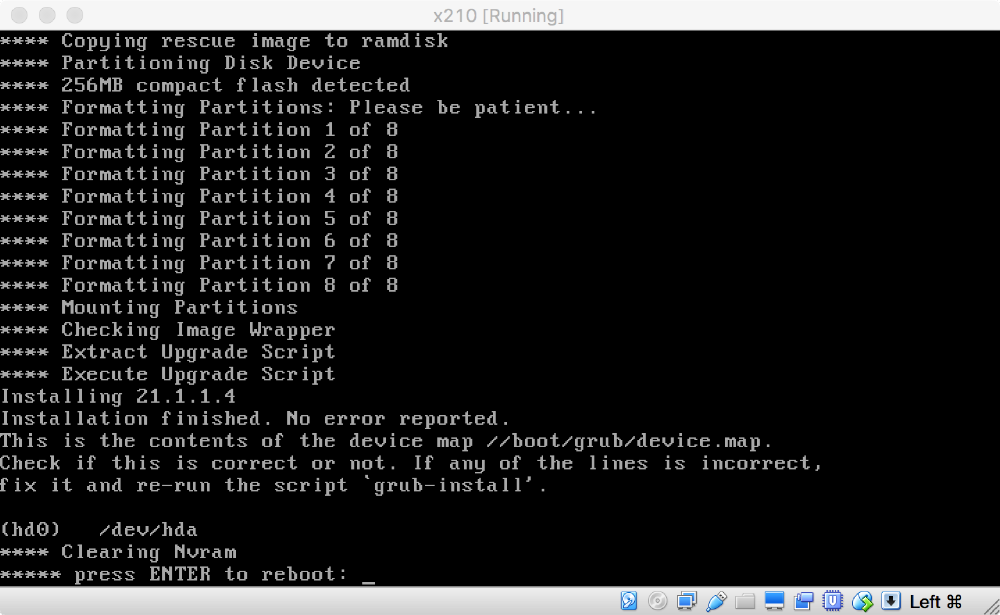 x210 [Running]
**** Copying rescue image to ramdisk
**** Partitioning Disk Device
**** 256MB compact flash detected
**** Formatting Partitions: Please be patient...
**** Formatting Partition 1 of 8
**** Formatting Partition 2 of 8
**** Formatting Partition 3 of 8
**** Formatting Partition 4 of 8
**** Formatting Partition 5 of 8
**** Formatting Partition 6 of 8
**** Formatting Partition 7 of 8
**** Formatting Partition 8 of 8
**** Mounting Partitions
**** Checking Image Wrapper
**** Extract Upgrade Script
**** Execute Upgrade Script
Installing 21.1.1.4
Installation finished. No error reported.
This is the contents of the device map //boot/grub/device.map.
Check if this is correct or not. If any of the lines is incorrect,
fix it and re-run the script `grub-install'.
(hd0)   /dev/hda
**** Clearing Nvram
***** press ENTER to reboot: _
Left ⌘